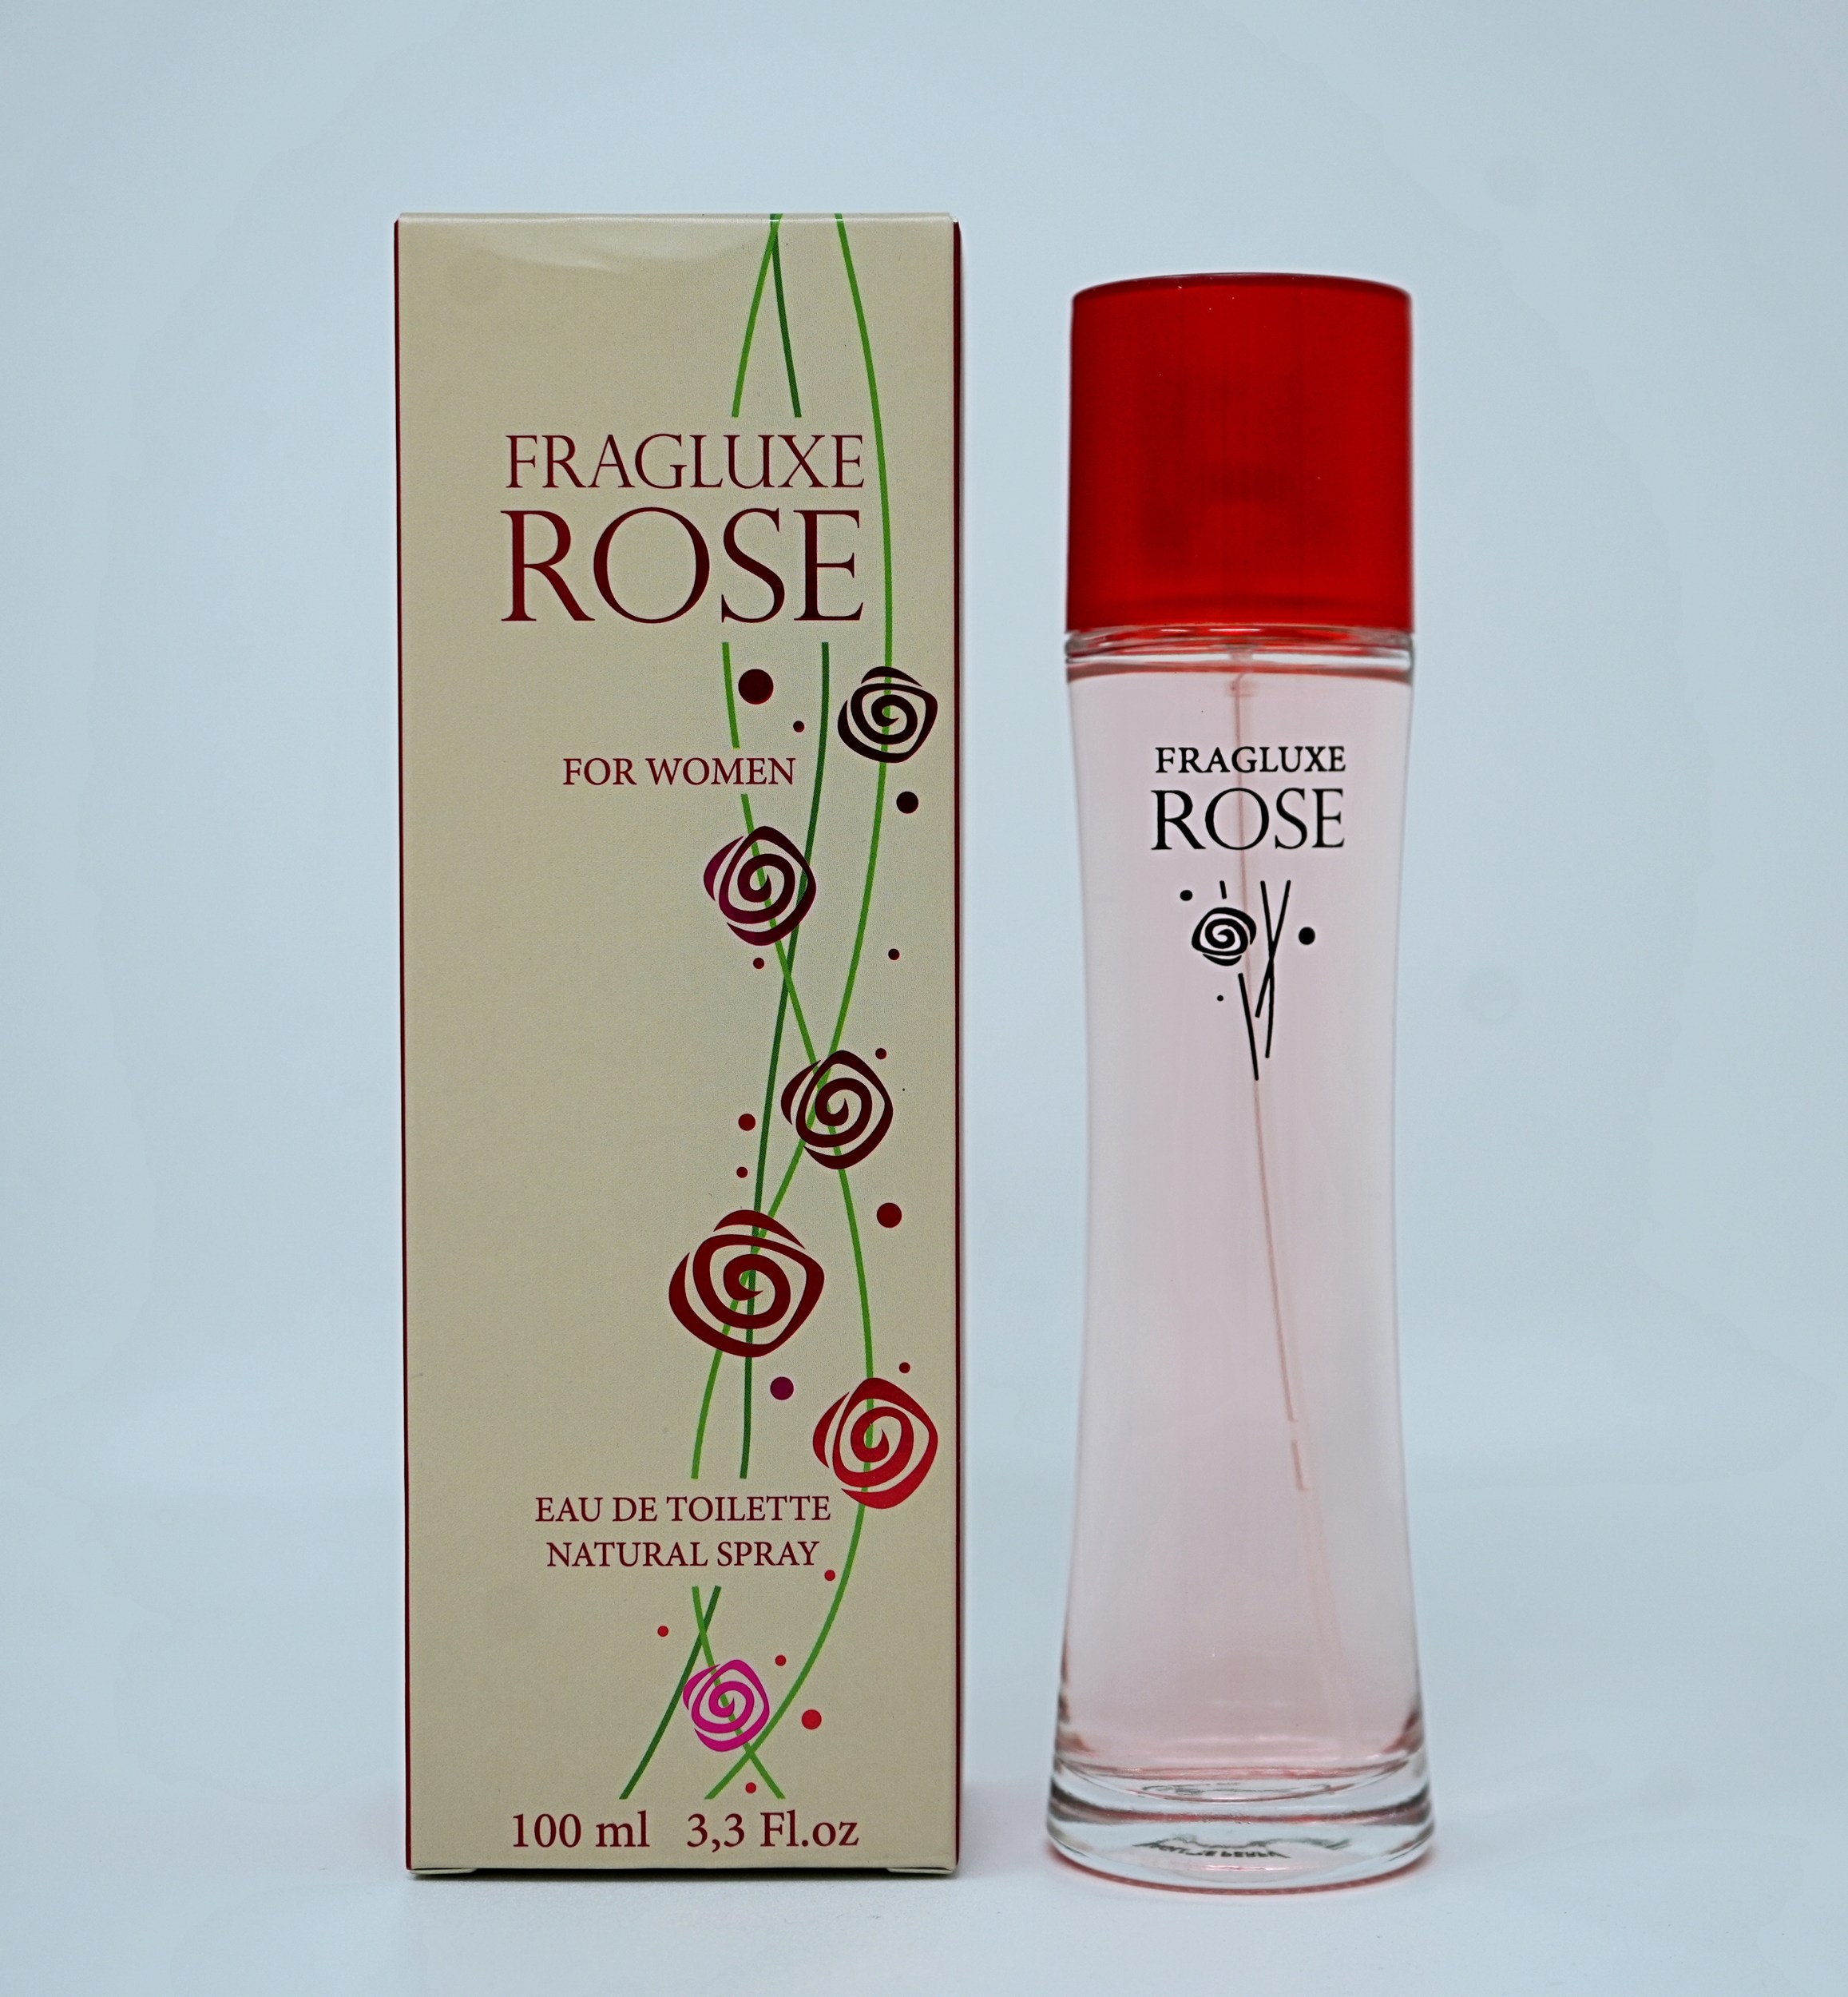 FRAGLUXE
ROSE
FOR WOMEN
EAU DE TOILETTE
NATURAL SPRAY
100 ml 3,3 Fl.oz
FRAGLUXE
ROSE